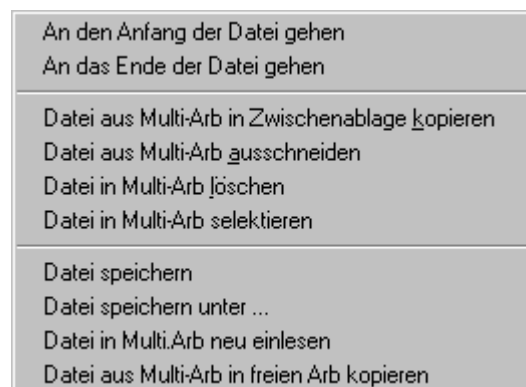 An den Anfang der Datei gehen
An das Ende der Datei gehen
Datei aus Multi-Arb in Zwischenablage kopieren
Datei aus Multi-Arb ausschneiden
Datei in Multi-Arb löschen
Datei in Multi-Arb selektieren
Datei speichern
Datei speichern unter ...
Datei in Multi.Arb neu einlesen
Datei aus Multi-Arb in freien Arb kopieren